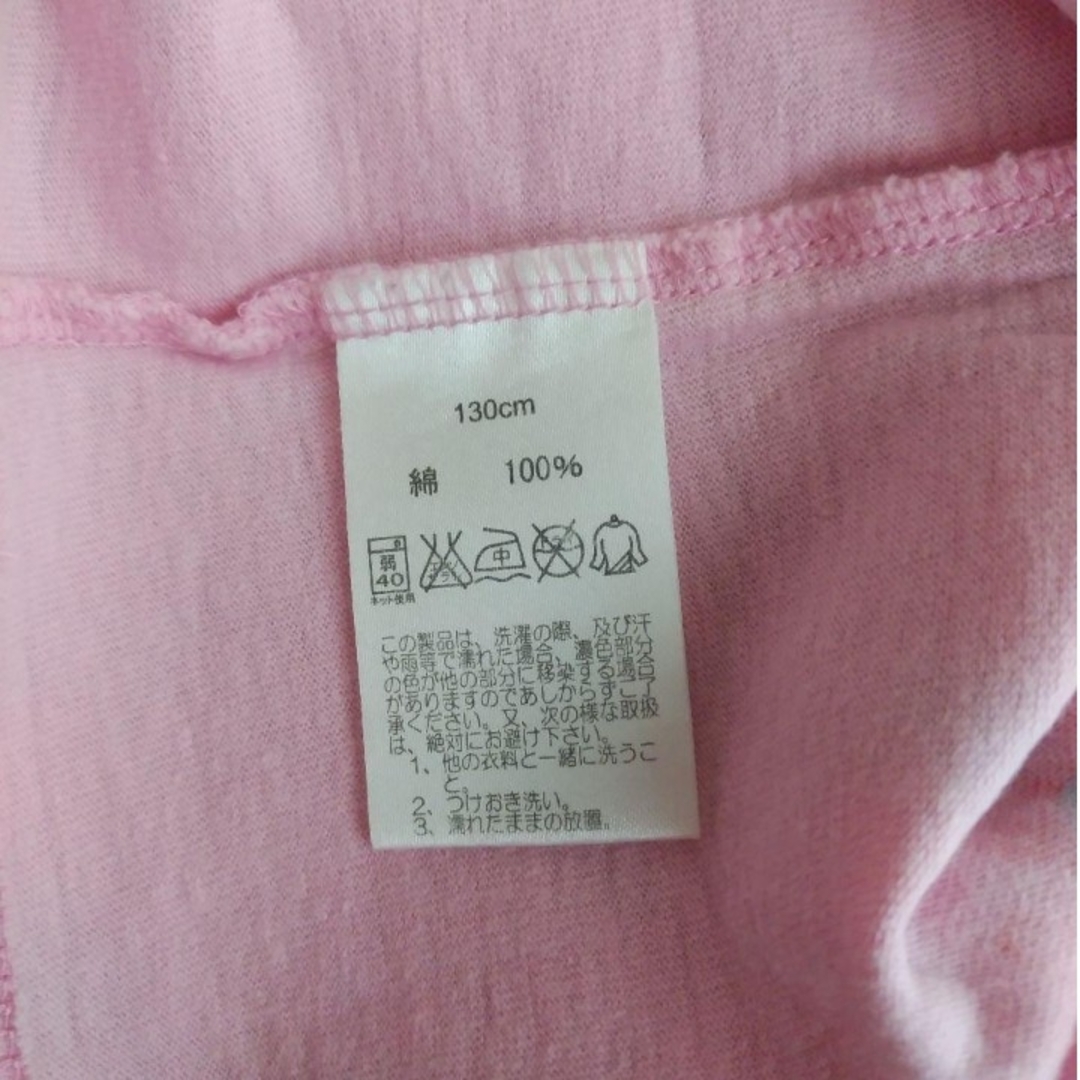 130cm
綿 100%
弱
40
中
ネット使用
この製品は、洗濯の際、及び汗
や雨等で濡れた場合、濃色部分
の色が他の部分に移染する場合
がありますのであしからずご了
承ください。又、次の様な取扱
は、絶対にお避け下さい。
1、他の衣料と一緒に洗うこ
と。
2、つけおき洗い。
3、濡れたままの放置。